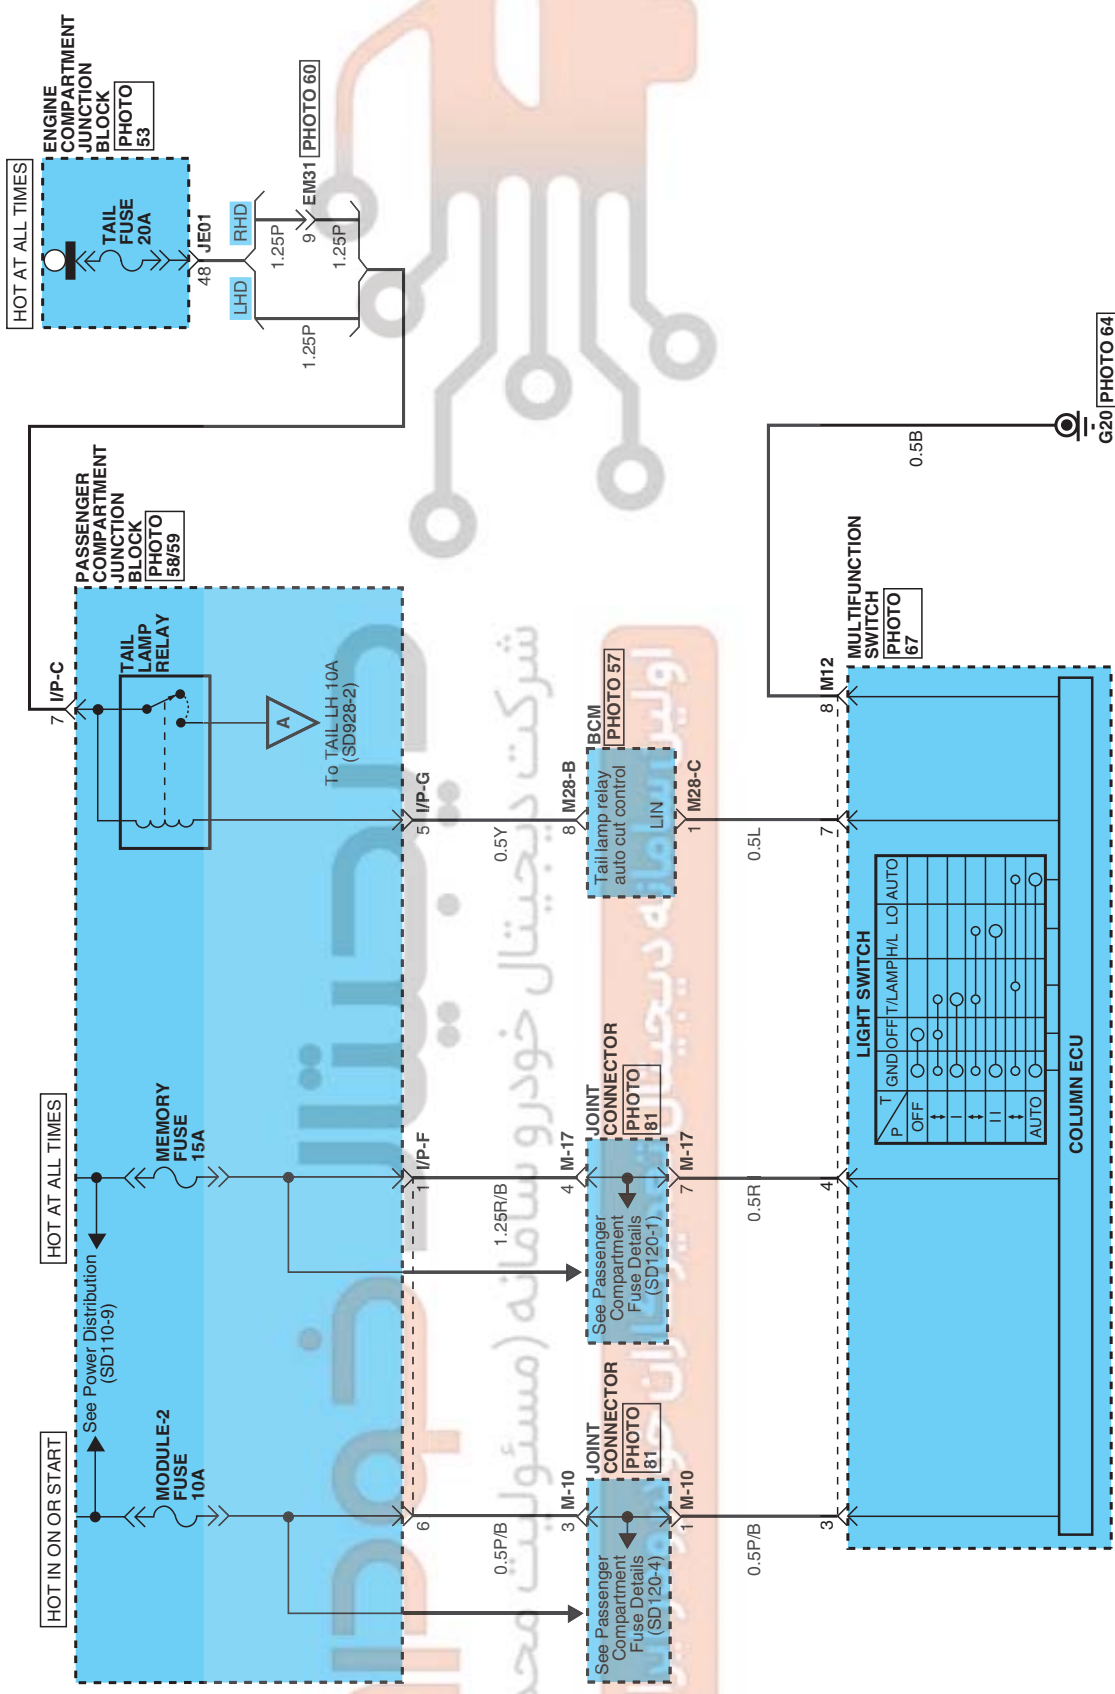 HOT IN ON OR START
HOT AT ALL TIMES
HOT AT ALL TIMES
See Power Distribution
(SD110-9)
MODULE-2
FUSE
10A
MEMORY
FUSE
15A
TAIL
LAMP
RELAY
7
I/P-C
PASSENGER
COMPARTMENT
JUNCTION
BLOCK
PHOTO
58/59
TAIL
FUSE
20A
ENGINE
COMPARTMENT
JUNCTION
BLOCK
PHOTO
53
48
JE01
LHD
RHD
1.25P
1.25P
9
EM31
PHOTO 60
1.25P
A
To TAIL LH 10A
(SD928-2)
6
1
I/P-F
5
I/P-G
0.5P/B
1.25R/B
0.5Y
3
M-10
4
M-17
8
M28-B
See Passenger
Compartment
Fuse Details
(SD120-4)
JOINT
CONNECTOR
PHOTO
81
See Passenger
Compartment
Fuse Details
(SD120-1)
JOINT
CONNECTOR
PHOTO
81
Tail lamp relay
auto cut control
LIN
BCM
PHOTO 57
1
M-10
7
M-17
1
M28-C
0.5P/B
0.5R
0.5L
0.5B
3
4
7
8
M12
MULTIFUNCTION
SWITCH
PHOTO
67
LIGHT SWITCH
P T GND OFF T/LAMP H/L LO AUTO
OFF
I
II
AUTO
COLUMN ECU
G20
PHOTO 64
شرکت دیجیتال خودرو سامانه (مسئولیت